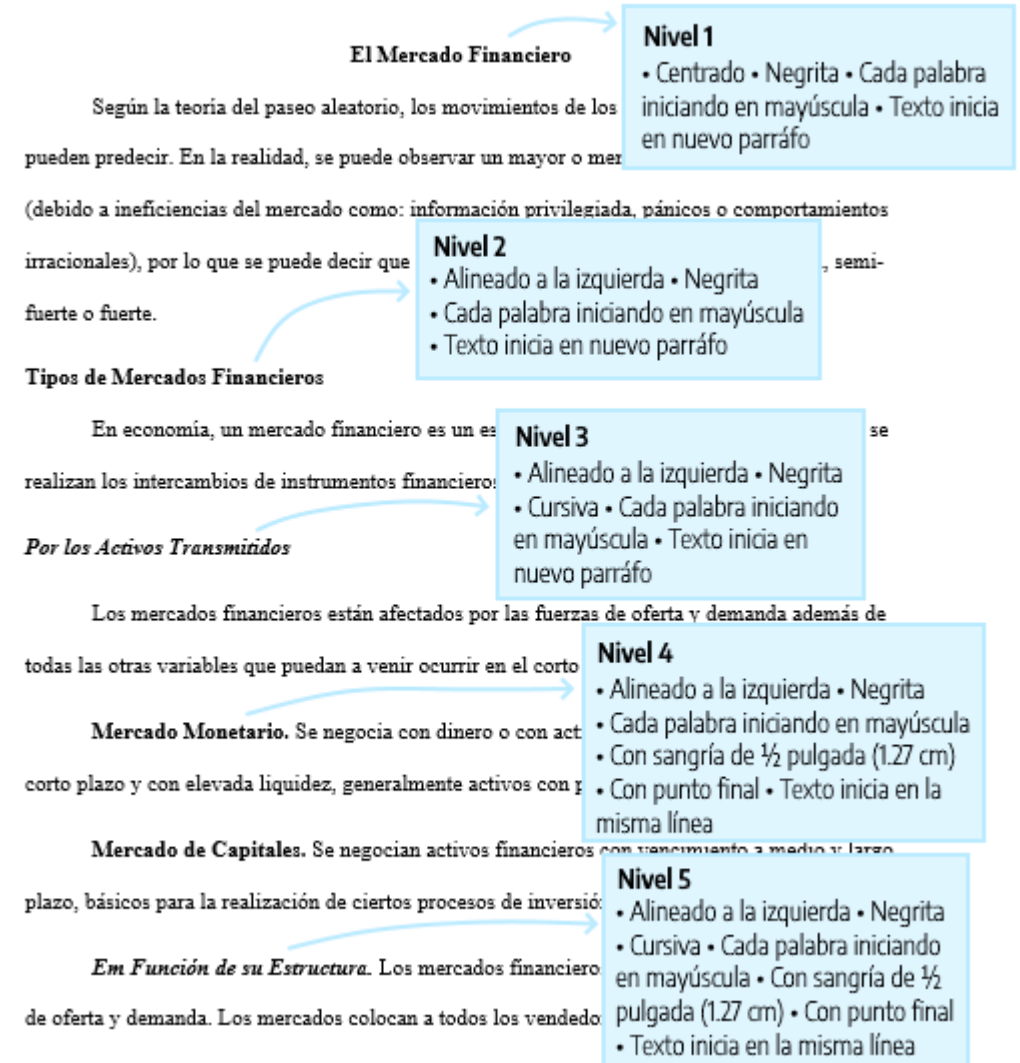 El Mercado Financiero
Nivel 1
• Centrado • Negrita • Cada palabra
iniciando en mayúscula • Texto inicia
en nuevo parráfo
Según la teoría del paseo aleatorio, los movimientos de los
pueden predecir. En la realidad, se puede observar un mayor o mer
(debido a ineficiencias del mercado como: información privilegiada, pánicos o comportamientos
irracionales), por lo que se puede decir que , semi-
fuerte o fuerte.
Nivel 2
• Alineado a la izquierda • Negrita
• Cada palabra iniciando en mayúscula
• Texto inicia en nuevo parráfo
Tipos de Mercados Financieros
En economía, un mercado financiero es un es se
realizan los intercambios de instrumentos financieros
Nivel 3
• Alineado a la izquierda • Negrita
• Cursiva • Cada palabra iniciando
en mayúscula • Texto inicia en
nuevo parráfo
Por los Activos Transmitidos
Los mercados financieros están afectados por las fuerzas de oferta y demanda además de
todas las otras variables que puedan a venir ocurrir en el corto
Nivel 4
• Alineado a la izquierda • Negrita
• Cada palabra iniciando en mayúscula
• Con sangría de ½ pulgada (1.27 cm)
• Con punto final • Texto inicia en la
misma línea
Mercado Monetario. Se negocia con dinero o con act
corto plazo y con elevada liquidez, generalmente activos con p
Mercado de Capitales. Se negocian activos financieros con vencimiento a medio y largo
plazo, básicos para la realización de ciertos procesos de inversió
Nivel 5
• Alineado a la izquierda • Negrita
• Cursiva • Cada palabra iniciando
en mayúscula • Con sangría de ½
pulgada (1.27 cm) • Con punto final
• Texto inicia en la misma línea
Em Función de su Estructura. Los mercados financiero
de oferta y demanda. Los mercados colocan a todos los vendedo